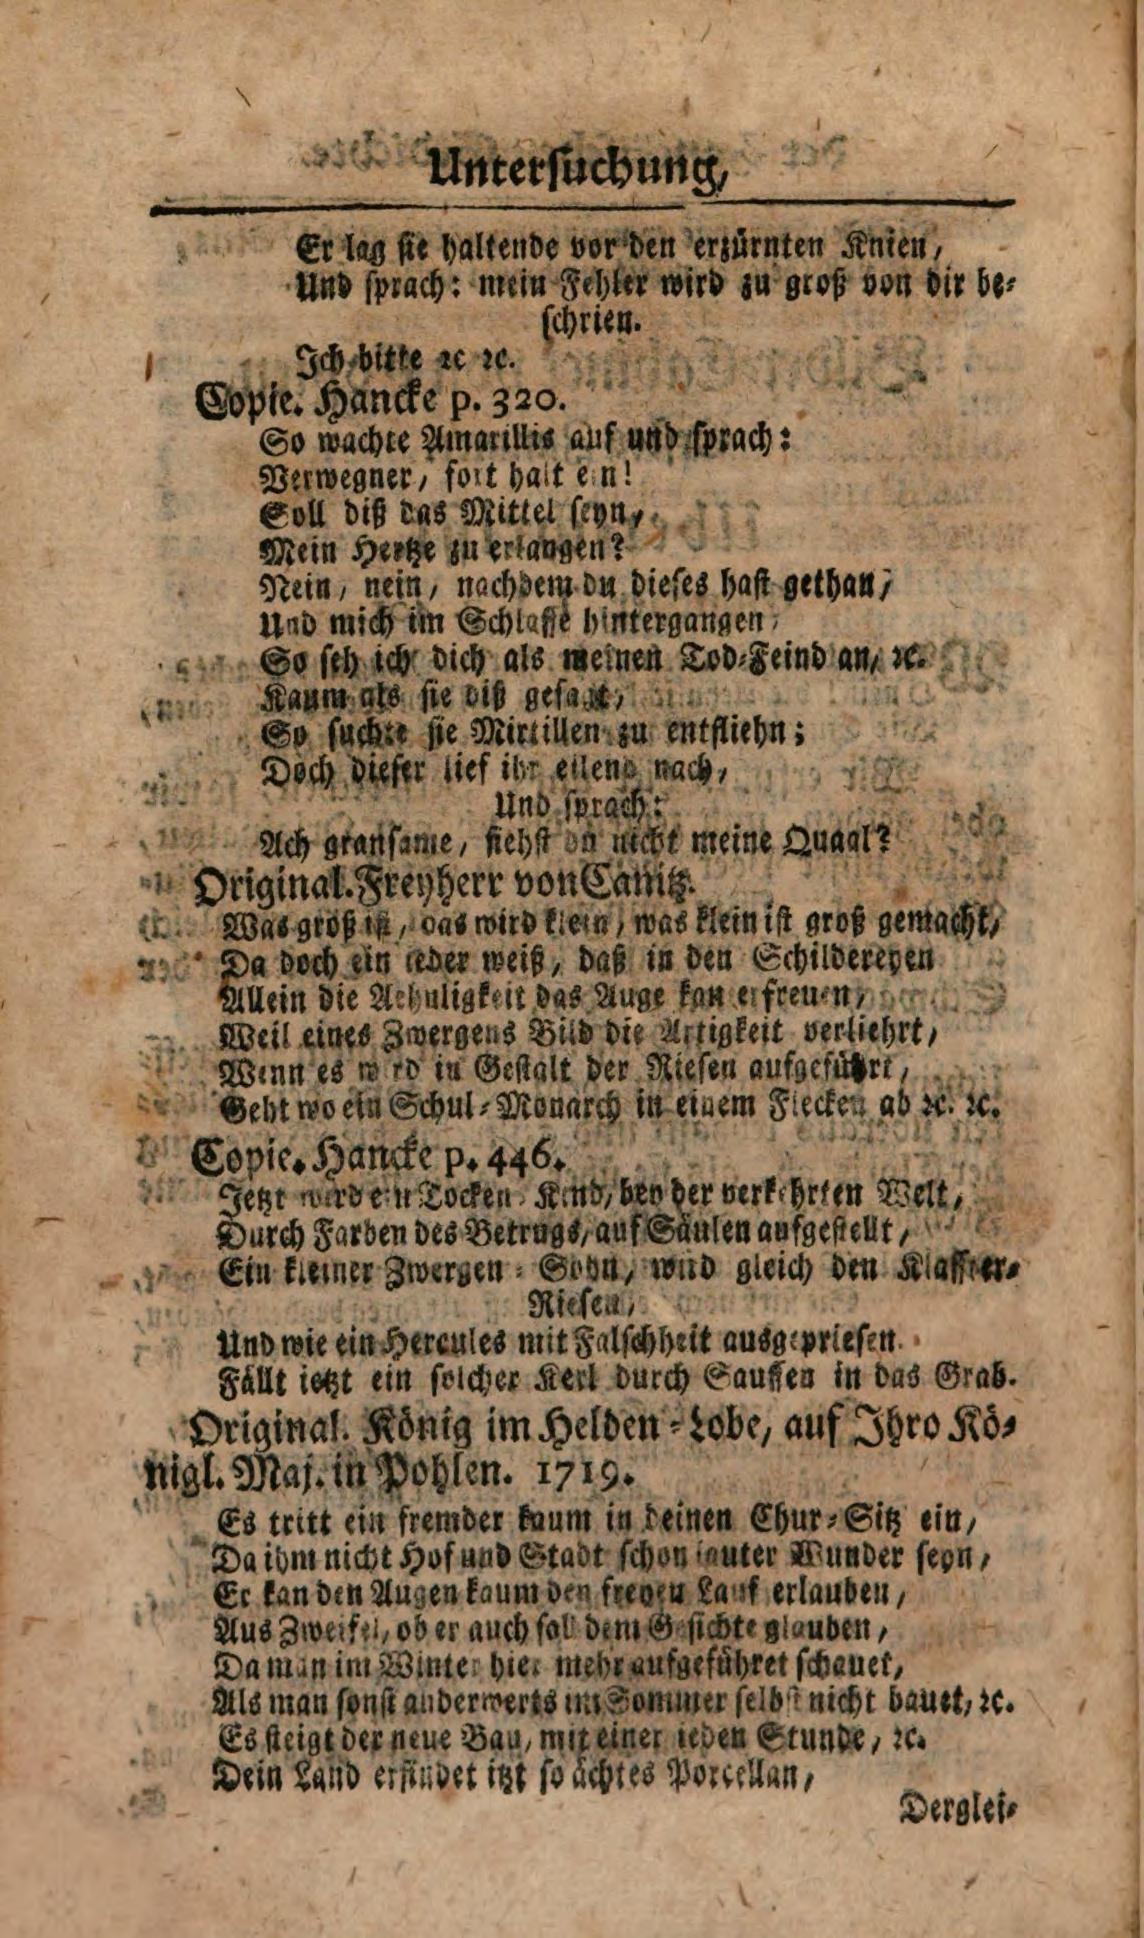 Untersuchung,
Er lag sie haltende vor den erzürnten Knien,
Und sprach: mein Fehler wird zu groß von dir be-
schrien.
Ich bitte ꝛc ꝛc.
Copie. Hancke p. 320.
So wachte Amarillis auf und sprach:
Verwegner, fort halt ein!
Soll diß das Mittel seyn,
Mein Hertze zu erlangen?
Nein, nein, nachdem du dieses hast gethan,
Und mich im Schlaffe hintergangen,
So seh ich dich als meinen Tod-Feind an, ꝛc.
Kaum als sie diß gesagt,
So suchte sie Mirtillen zu entfliehn;
Doch dieser lief ihr eilend nach,
Und sprach:
Ach grausame, siehst du nicht meine Quaal?
Original. Freyherr von Canitz.
Was groß ist, das wird klein, was klein ist groß gemacht,
Da doch ein ieder weiß, daß in den Schildereyen
Allein die Aehnligkeit das Auge kan erfreuen,
Weil eines Zwergens Bild die Artigkeit verliehrt,
Wenn es wird in Gestalt der Riesen aufgeführt,
Geht wo ein Schul-Monarch in einem Flecken ab ꝛc. ꝛc.
Copie. Hancke p. 446.
Jetzt wird ein Tocken-Kind, bey der verkehrten Welt,
Durch Farben des Betrugs, auf Säulen aufgestellt,
Ein kleiner Zwergen-Sohn, wird gleich den Klaffter-
Riesen,
Und wie ein Hercules mit Falschheit ausgepriesen.
Fällt ietzt ein solcher Kerl durch Sauffen in das Grab.
Original. König im Helden-Lobe, auf Ihro Kö-
nigl. Maj. in Pohlen. 1719.
Es tritt ein fremder kaum in deinen Chur-Sitz ein,
Da ihm nicht Hof und Stadt schon lauter Wunder seyn,
Er kan den Augen kaum den freyen Lauf erlauben,
Aus Zweifel, ob er auch soll dem Gesichte glauben,
Da man im Winter hier mehr aufgeführet schauet,
Als man sonst anderwerts im Sommer selbst nicht bauet, ꝛc.
Es steigt der neue Bau, mit einer ieden Stunde, ꝛc.
Dein Land erfindet itzt so ächtes Porcellan,
Derglei-